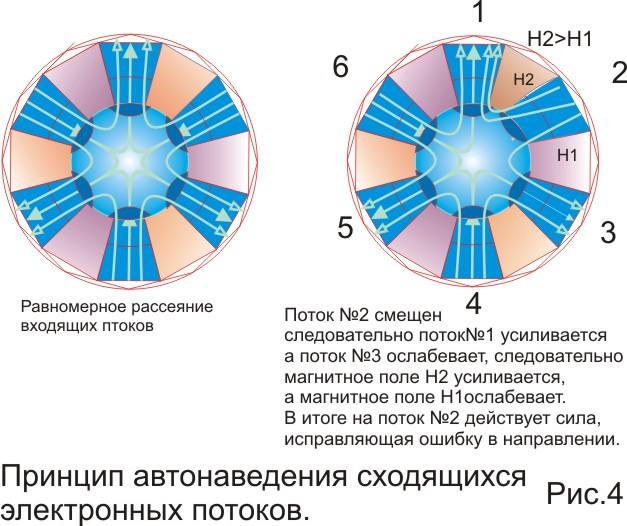 1
H2>H1
6
H2
2
H1
5
3
4
Равномерное рассеяние
входящих птоков
Поток №2 смещен
следовательно поток№1 усиливается
а поток №3 ослабевает, следовательно
магнитное поле H2 усиливается,
а магнитное поле H1ослабевает.
В итоге на поток №2 действует сила,
исправляющая ошибку в направлении.
Принцип автонаведения сходящихся
электронных потоков.
Рис.4